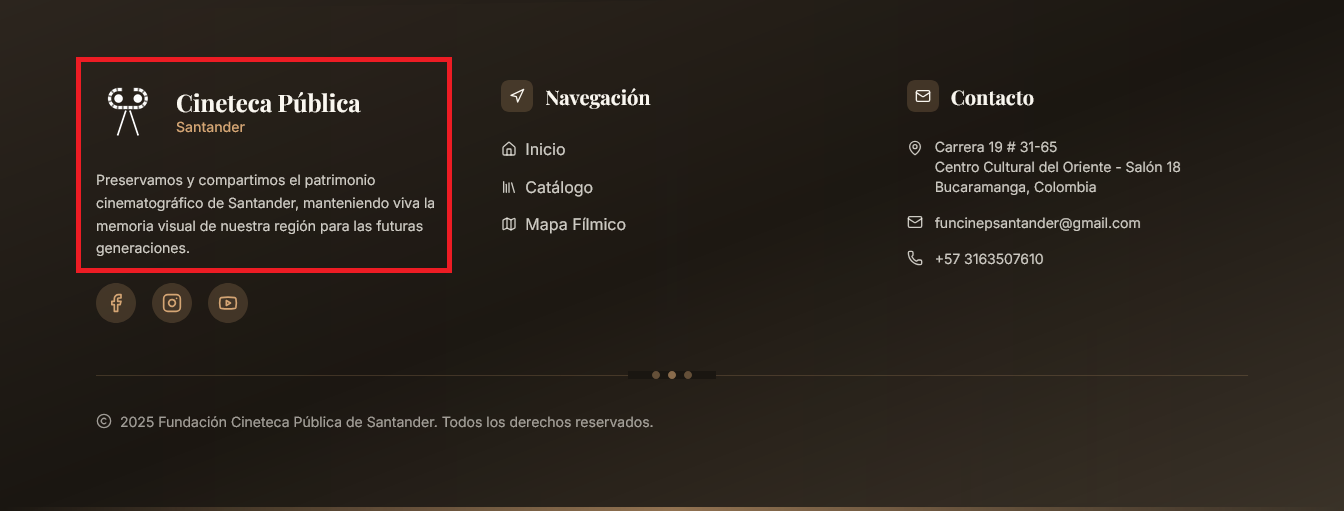 Cineteca Pública
Santander
Preservamos y compartimos el patrimonio
cinematográfico de Santander, manteniendo viva la
memoria visual de nuestra región para las futuras
generaciones.
Navegación
Inicio
Catálogo
Mapa Fílmico
Contacto
Carrera 19 # 31-65
Centro Cultural del Oriente - Salón 18
Bucaramanga, Colombia
funcinepsantander@gmail.com
+57 3163507610
© 2025 Fundación Cineteca Pública de Santander. Todos los derechos reservados.